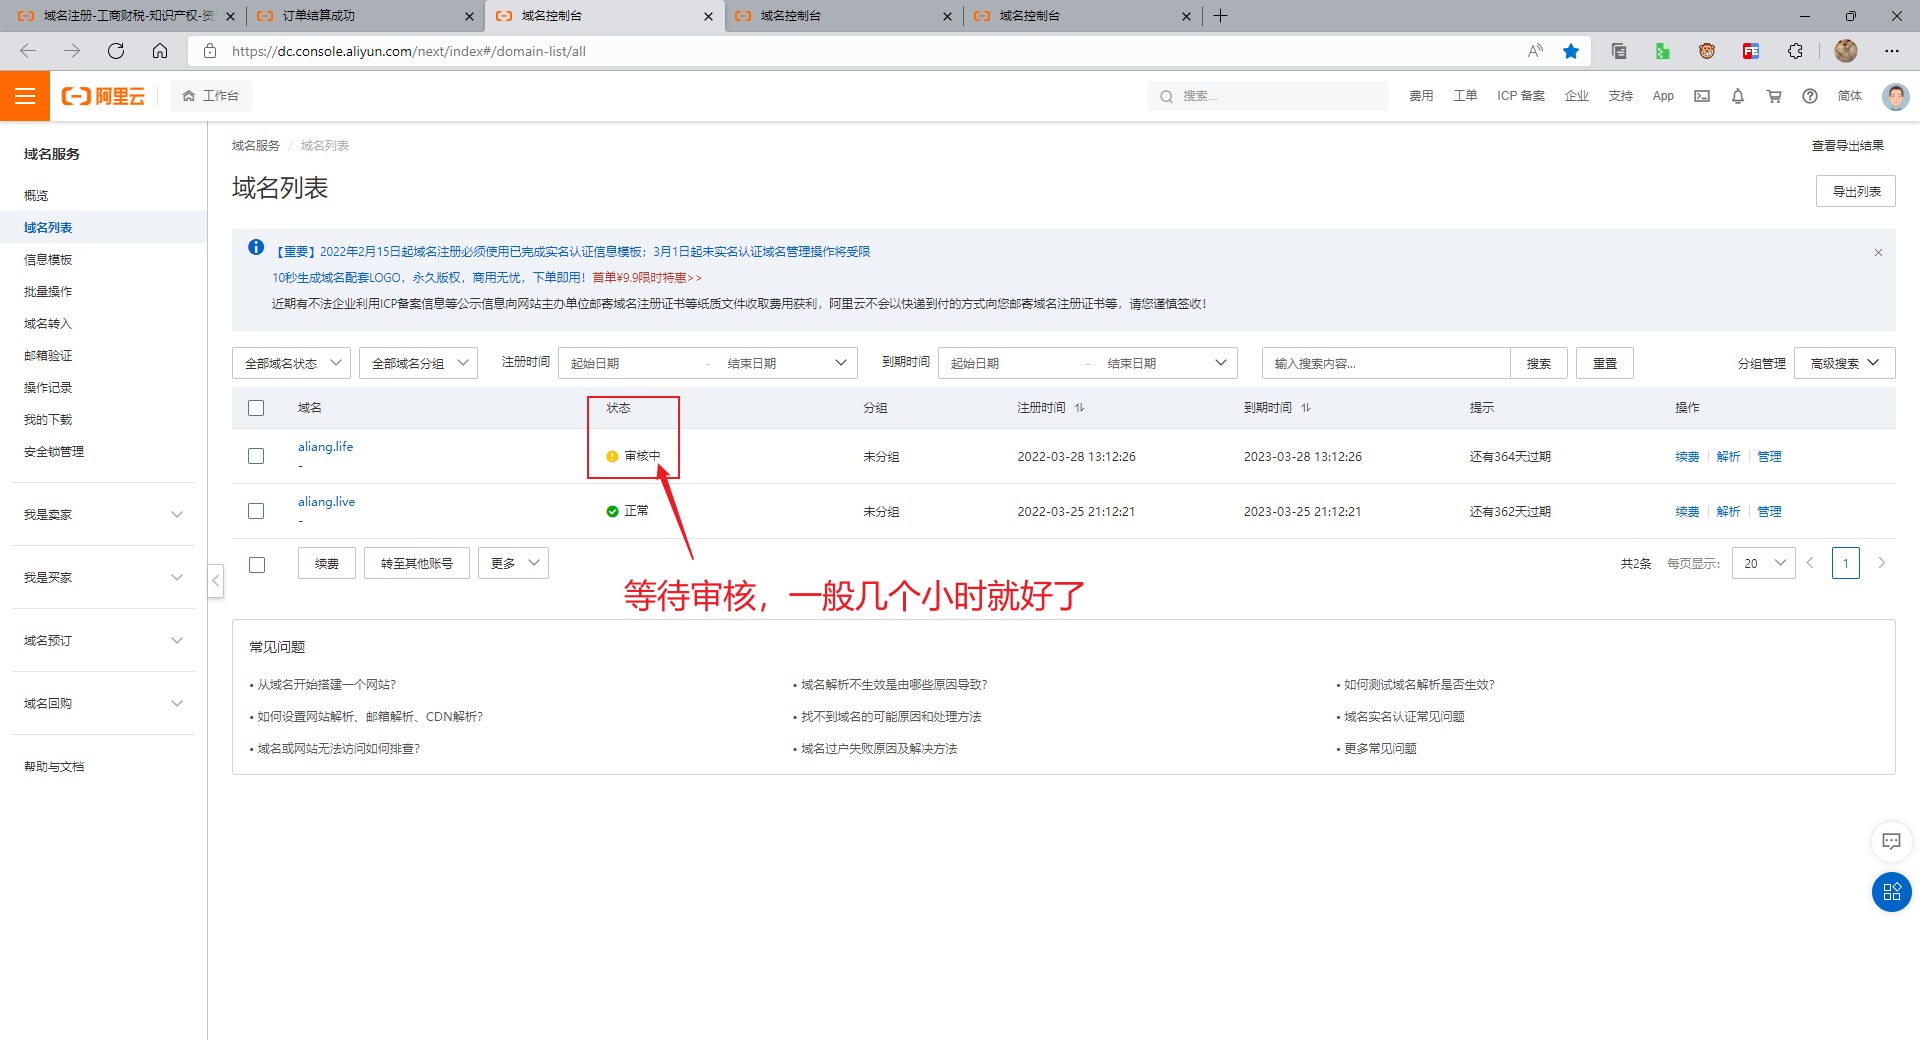 域名注册-工商财税-知识产权-资
订单结算成功
域名控制台
域名控制台
域名控制台
https://dc.console.aliyun.com/next/index#/domain-list/all
阿里云
工作台
搜索...
费用
工单
ICP 备案
企业
支持
App
简体
域名服务
概览
域名列表
信息模板
批量操作
域名转入
邮箱验证
操作记录
我的下载
安全锁管理
我是卖家
我是买家
域名预订
域名回购
帮助与文档
域名服务 / 域名列表
查看导出结果
域名列表
导出列表
【重要】2022年2月15日起域名注册必须使用已完成实名认证信息模板；3月1日起未实名认证域名管理操作将受限
10秒生成域名配套LOGO，永久版权，商用无忧，下单即用！首单¥9.9限时特惠>>
近期有不法企业利用ICP备案信息等公示信息向网站主办单位邮寄域名注册证书等纸质文件收取费用获利，阿里云不会以快递到付的方式向您邮寄域名注册证书等，请您谨慎签收！
全部域名状态 全部域名分组 注册时间 起始日期 - 结束日期 到期时间 起始日期 - 结束日期 输入搜索内容... 搜索 重置 分组管理 高级搜索
域名 状态 分组 注册时间 到期时间 提示 操作
aliang.life
-
审核中 未分组 2022-03-28 13:12:26 2023-03-28 13:12:26 还有364天过期 续费 解析 管理
aliang.live
-
正常 未分组 2022-03-25 21:12:21 2023-03-25 21:12:21 还有362天过期 续费 解析 管理
续费 转至其他账号 更多 共2条 每页显示: 20 1
等待审核，一般几个小时就好了
常见问题
• 从域名开始搭建一个网站?
• 域名解析不生效是由哪些原因导致?
• 如何测试域名解析是否生效?
• 如何设置网站解析、邮箱解析、CDN解析?
• 找不到域名的可能原因和处理方法
• 域名实名认证常见问题
• 域名或网站无法访问如何排查?
• 域名过户失败原因及解决方法
• 更多常见问题